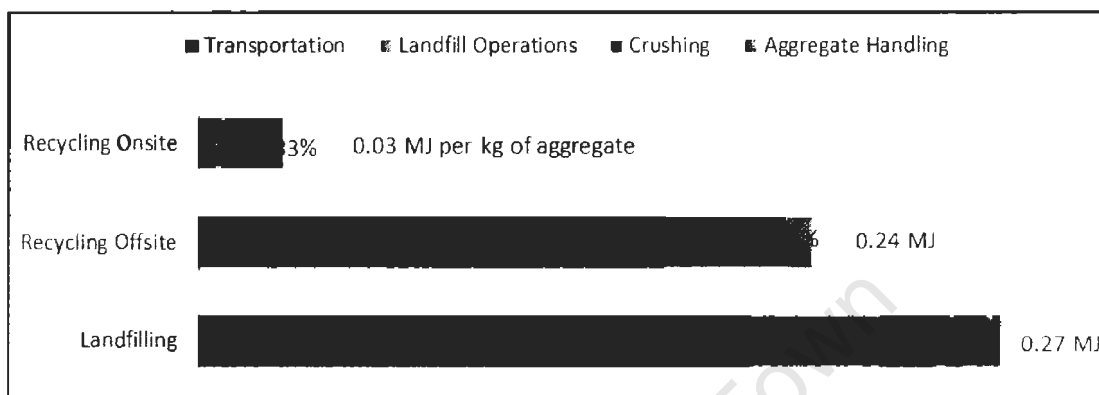 Transportation Landfill Operations Crushing Aggregate Handling
Recycling Onsite 3% 0.03 MJ per kg of aggregate
Recycling Offsite % 0.24 MJ
Landfilling 0.27 MJ
Town